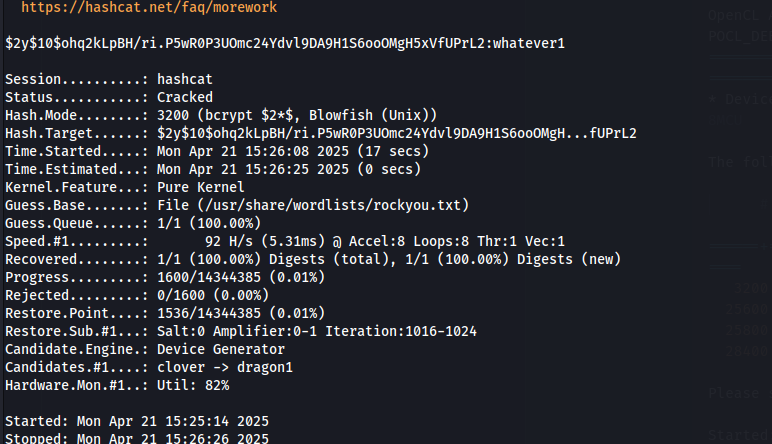 https://hashcat.net/faq/morework
$2y$10$ohq2kLpBH/ri.P5wR0P3UOmc24Ydvl9DA9H1S6ooOMgH5xVfUPrL2:whatever1
Session..........: hashcat
Status...........: Cracked
Hash.Mode........: 3200 (bcrypt $2*$, Blowfish (Unix))
Hash.Target......: $2y$10$ohq2kLpBH/ri.P5wR0P3UOmc24Ydvl9DA9H1S6ooOMgH...fUPrL2
Time.Started.....: Mon Apr 21 15:26:08 2025 (17 secs)
Time.Estimated...: Mon Apr 21 15:26:25 2025 (0 secs)
Kernel.Feature...: Pure Kernel
Guess.Base.......: File (/usr/share/wordlists/rockyou.txt)
Guess.Queue......: 1/1 (100.00%)
Speed.#1.........:       92 H/s (5.31ms) @ Accel:8 Loops:8 Thr:1 Vec:1
Recovered........: 1/1 (100.00%) Digests (total), 1/1 (100.00%) Digests (new)
Progress.........: 1600/14344385 (0.01%)
Rejected.........: 0/1600 (0.00%)
Restore.Point....: 1536/14344385 (0.01%)
Restore.Sub.#1...: Salt:0 Amplifier:0-1 Iteration:1016-1024
Candidate.Engine.: Device Generator
Candidates.#1....: clover -> dragon1
Hardware.Mon.#1..: Util: 82%
Started: Mon Apr 21 15:25:14 2025
Stopped: Mon Apr 21 15:26:26 2025
OpenCL
Devic
The fol
Please
Started